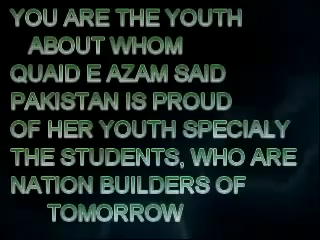 YOU ARE THE YOUTH
ABOUT WHOM
QUAID E AZAM SAID
PAKISTAN IS PROUD
OF HER YOUTH SPECIALY
THE STUDENTS, WHO ARE
NATION BUILDERS OF
TOMORROW